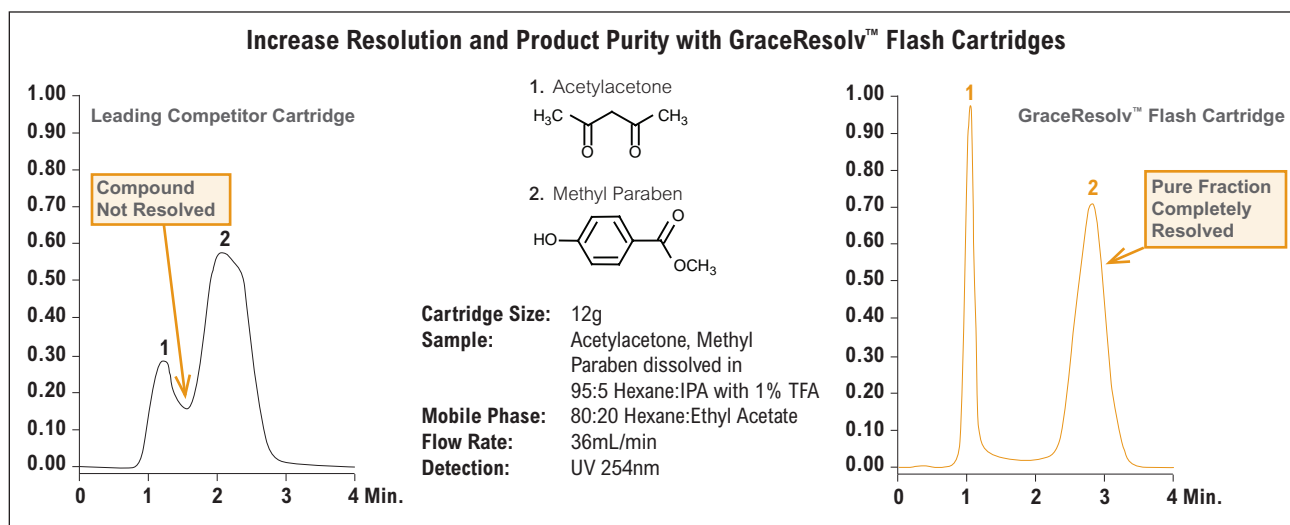 Increase Resolution and Product Purity with GraceResolv™ Flash Cartridges
Leading Competitor Cartridge
1.00
0.90
0.80
0.70
0.60
0.50
0.40
0.30
0.20
0.10
0.00
Compound
Not Resolved
1
2
0 1 2 3 4 Min.
1. Acetylacetone
H₃C CH₃
O O
2. Methyl Paraben
O
HO
OCH₃
Cartridge Size: 12g
Sample: Acetylacetone, Methyl
Paraben dissolved in
95:5 Hexane:IPA with 1% TFA
Mobile Phase: 80:20 Hexane:Ethyl Acetate
Flow Rate: 36mL/min
Detection: UV 254nm
GraceResolv™ Flash Cartridge
1.00
0.90
0.80
0.70
0.60
0.50
0.40
0.30
0.20
0.10
0.00
1
2
Pure Fraction
Completely
Resolved
0 1 2 3 4 Min.